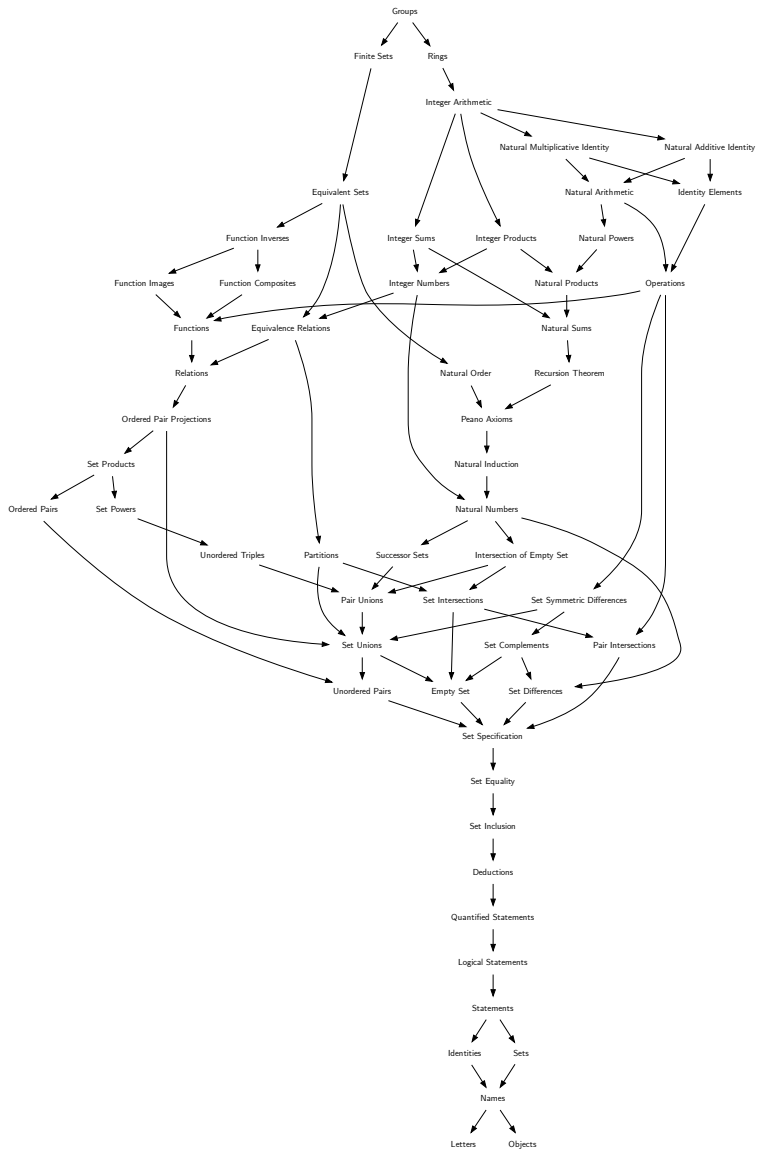 Groups
Finite Sets
Rings
Integer Arithmetic
Natural Multiplicative Identity
Natural Additive Identity
Equivalent Sets
Natural Arithmetic
Identity Elements
Function Inverses
Integer Sums
Integer Products
Natural Powers
Function Images
Function Composites
Integer Numbers
Natural Products
Operations
Functions
Equivalence Relations
Natural Sums
Relations
Natural Order
Recursion Theorem
Ordered Pair Projections
Peano Axioms
Set Products
Natural Induction
Ordered Pairs
Set Powers
Natural Numbers
Unordered Triples
Partitions
Successor Sets
Intersection of Empty Set
Pair Unions
Set Intersections
Set Symmetric Differences
Set Unions
Set Complements
Pair Intersections
Unordered Pairs
Empty Set
Set Differences
Set Specification
Set Equality
Set Inclusion
Deductions
Quantified Statements
Logical Statements
Statements
Identities
Sets
Names
Letters
Objects